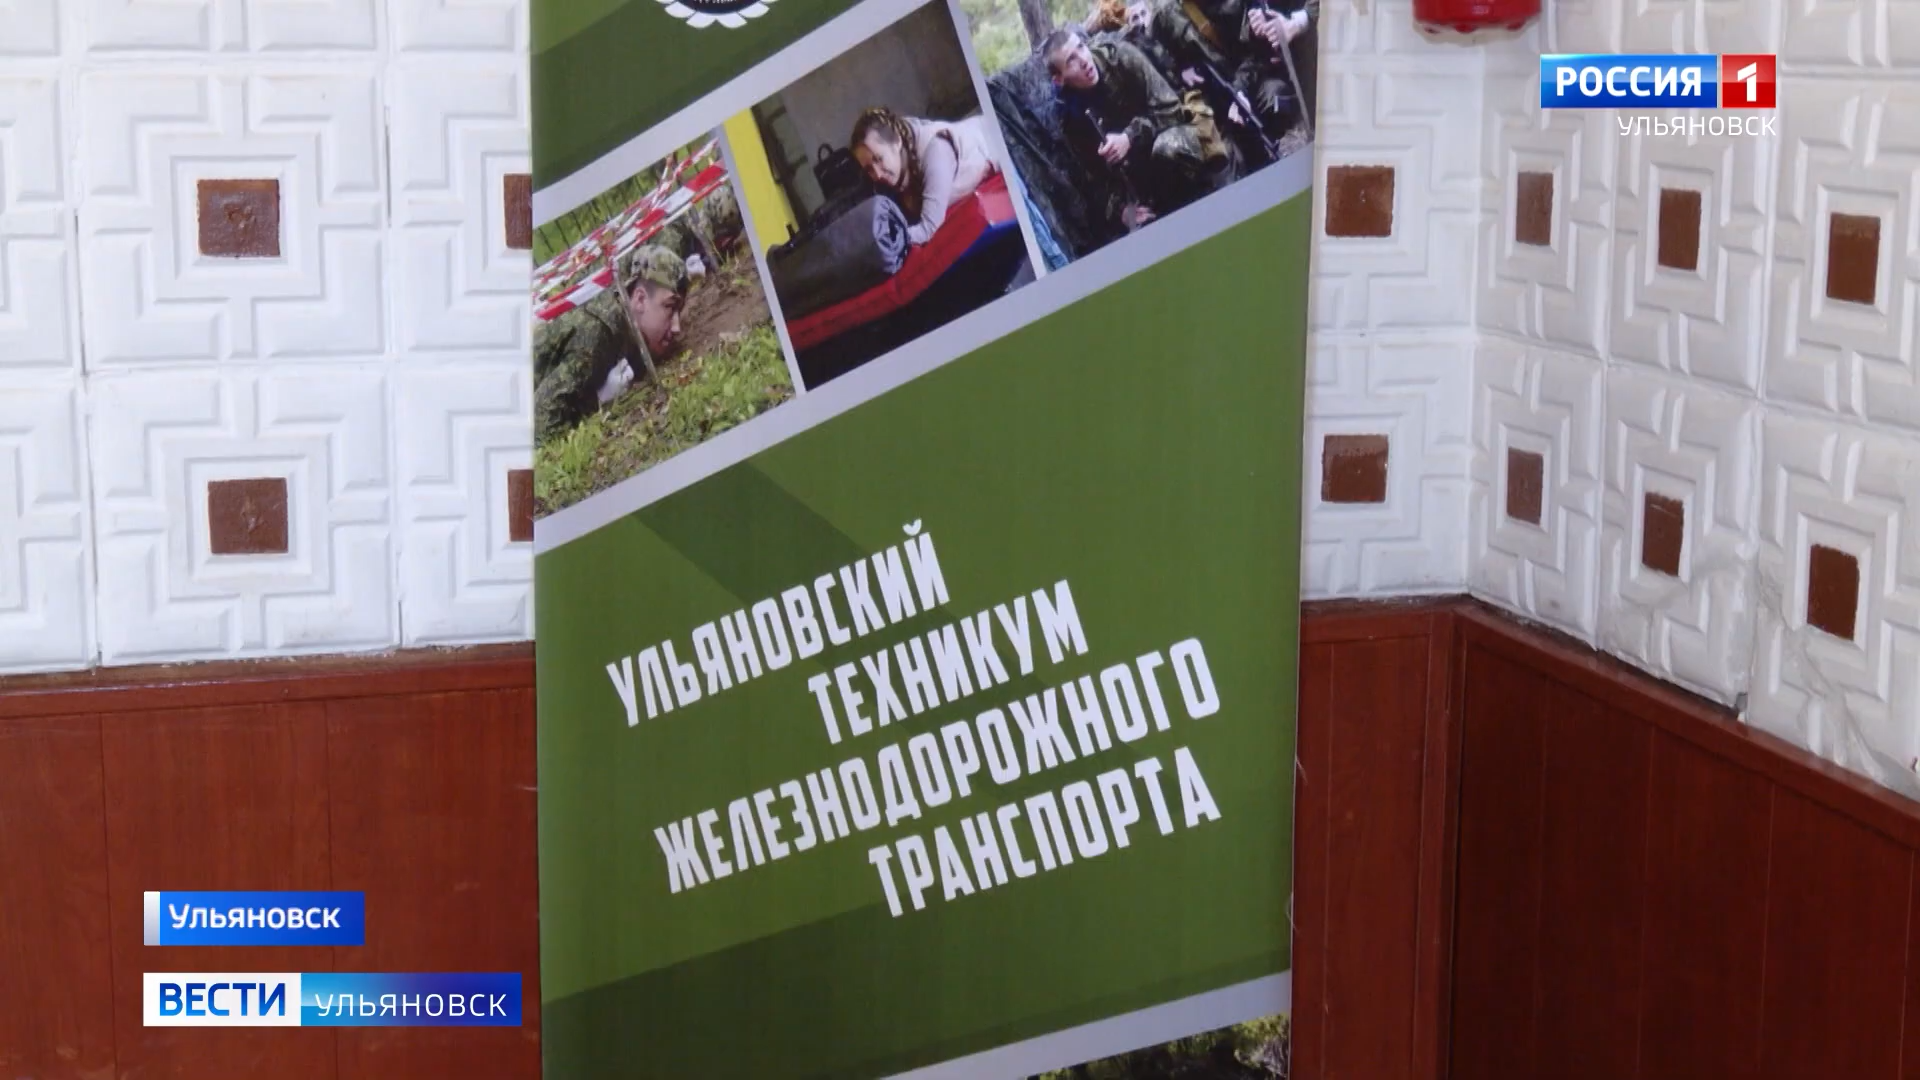 РОССИЯ 1
УЛЬЯНОВСК
УЛЬЯНОВСКИЙ
ТЕХНИКУМ
ЖЕЛЕЗНОДОРОЖНОГО
ТРАНСПОРТА
Ульяновск
ВЕСТИ УЛЬЯНОВСК